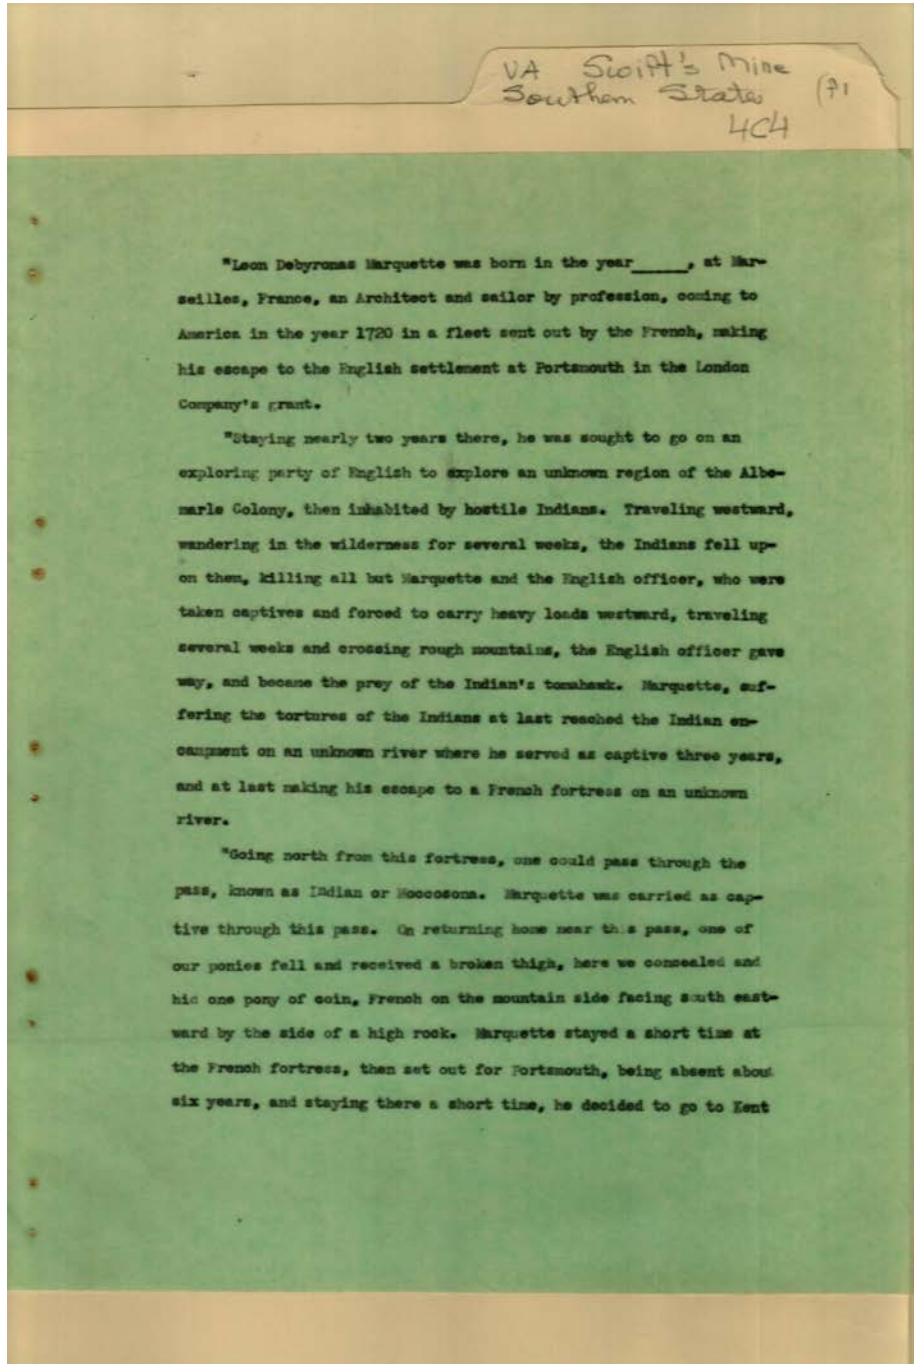 VA Swift's Mine
Southern States
4C4
"Leon Debyronas Marquette was born in the year_____, at Mar-
seilles, France, an Architect and sailor by profession, coming to
America in the year 1720 in a fleet sent out by the French, making
his escape to the English settlement at Portsmouth in the London
Company's grant.
"Staying nearly two years there, he was sought to go on an
exploring party of English to explore an unknown region of the Albe-
marle Colony, then inhabited by hostile Indians. Traveling westward,
wandering in the wilderness for several weeks, the Indians fell up-
on them, killing all but Marquette and the English officer, who were
taken captives and forced to carry heavy loads westward, traveling
several weeks and crossing rough mountains, the English officer gave
way, and became the prey of the Indian's tomahawk. Marquette, suf-
fering the tortures of the Indians at last reached the Indian en-
campment on an unknown river where he served as captive three years,
and at last making his escape to a French fortress on an unknown
river.
"Going north from this fortress, one could pass through the
pass, known as Indian or Moccosona. Marquette was carried as cap-
tive through this pass. On returning home near this pass, one of
our ponies fell and received a broken thigh, here we concealed and
hid one pony of coin, French on the mountain side facing south east-
ward by the side of a high rock. Marquette stayed a short time at
the French fortress, then set out for Portsmouth, being absent about
six years, and staying there a short time, he decided to go to Kent